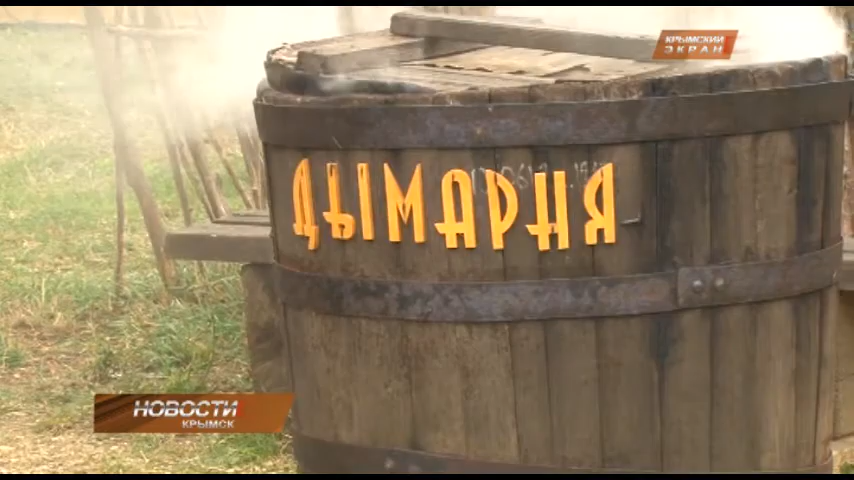 КРЫМСКИЙ
ЭКРАН
ДЫМАРНЯ
НОВОСТИ
КРЫМСК